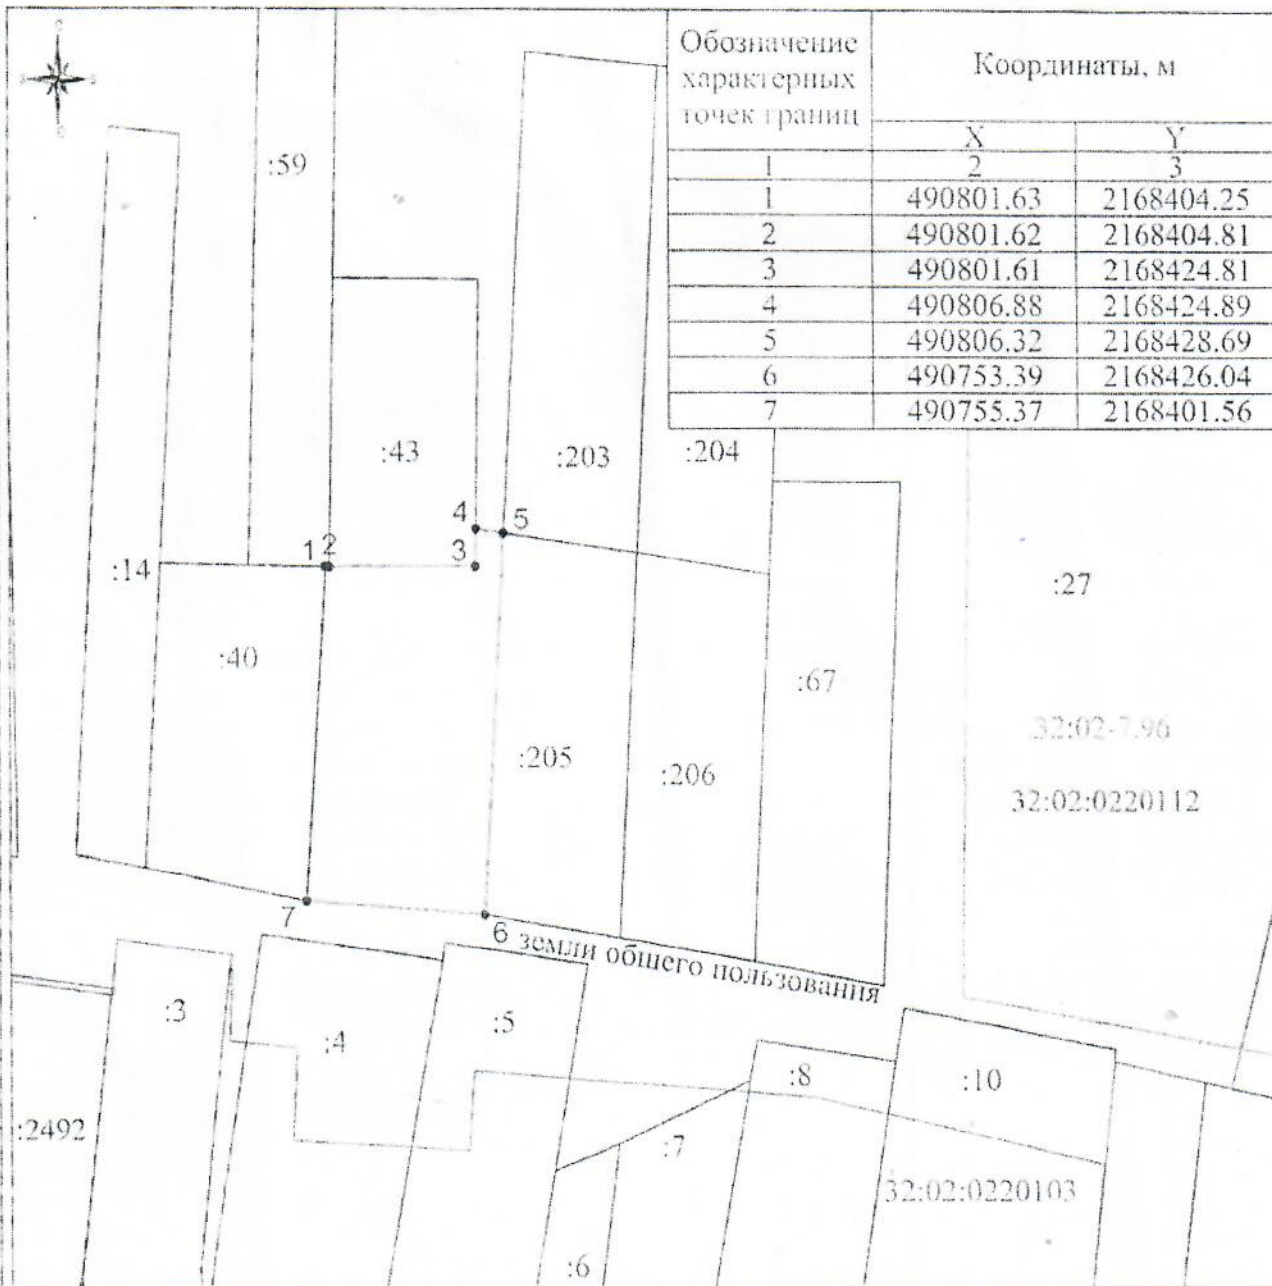 Обозначение
характерных
точек границ
Координаты, м
X Y
1 2 3
1 490801.63 2168404.25
2 490801.62 2168404.81
3 490801.61 2168424.81
4 490806.88 2168424.89
5 490806.32 2168428.69
6 490753.39 2168426.04
7 490755.37 2168401.56
:59
:43
:203
:204
4
5
1
2
3
:14
:27
:40
:67
32:02-7.96
:205
:206
32:02:0220112
7
6 земли общего пользования
:3
:4
:5
:8
:10
:2492
:7
32:02:0220103
:6